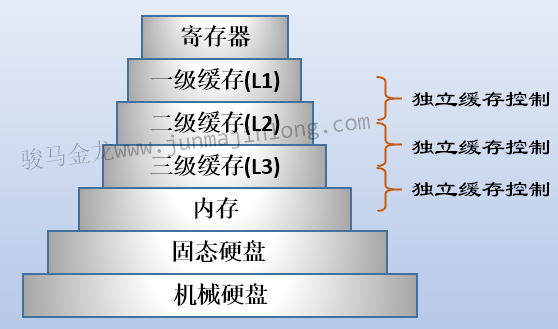 寄存器
一级缓存(L1)
独立缓存控制
二级缓存(L2)
独立缓存控制
三级缓存(L3)
独立缓存控制
内存
固态硬盘
机械硬盘
骏马金龙www.junmajinlong.com